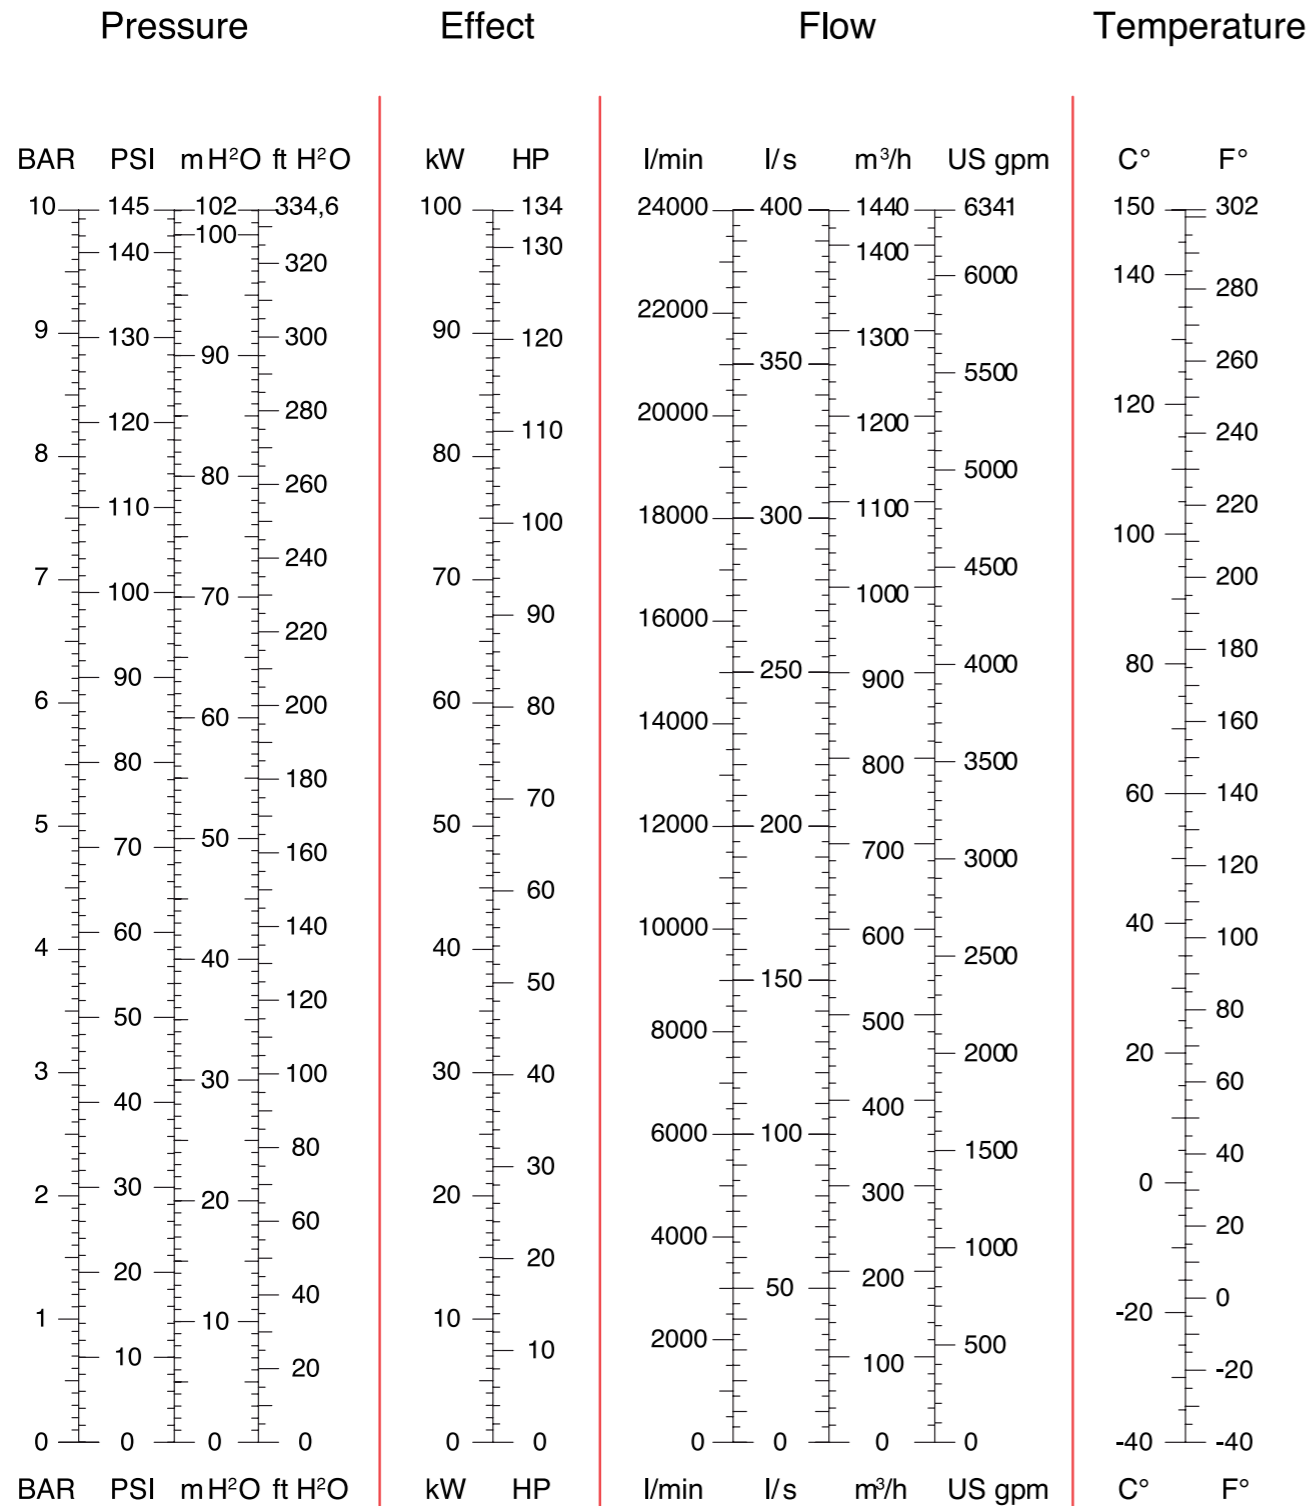 Pressure Effect Flow Temperature
BAR PSI m H²O ft H²O kW HP l/min l/s m³/h US gpm C° F°
10 145 102 334,6 100 134 24000 400 1440 6341 150 302
100
140 130 1400
320 6000 140
280
22000
9 130 300 90 120 1300
90 350 5500 260
280 20000 120
120 110 1200 240
8 80 80 5000
260
110 18000 300 1100 220
100 100
240 4500
7 100 70 1000 200
70
220 16000 90
180
90 250 900 4000 80
6 200 60 80
60 14000 160
80 180 800 3500
70 60 140
5 50 12000 200
70 50 160 700 3000 120
60
60 140 10000 600 40 100
4 40 40 2500
50 150
120 80
50 8000 500
3 100 30 40 2000 20
30 60
40 400
80 6000 100 1500 40
30 30 300 0
2 20 20
60 20
4000 1000
20 20 200
40 50 0
1 10 10 -20
2000 500
10 20 10 100 -20
0 0 0 0 0 0 0 0 0 0 -40 -40
BAR PSI m H²O ft H²O kW HP l/min l/s m³/h US gpm C° F°